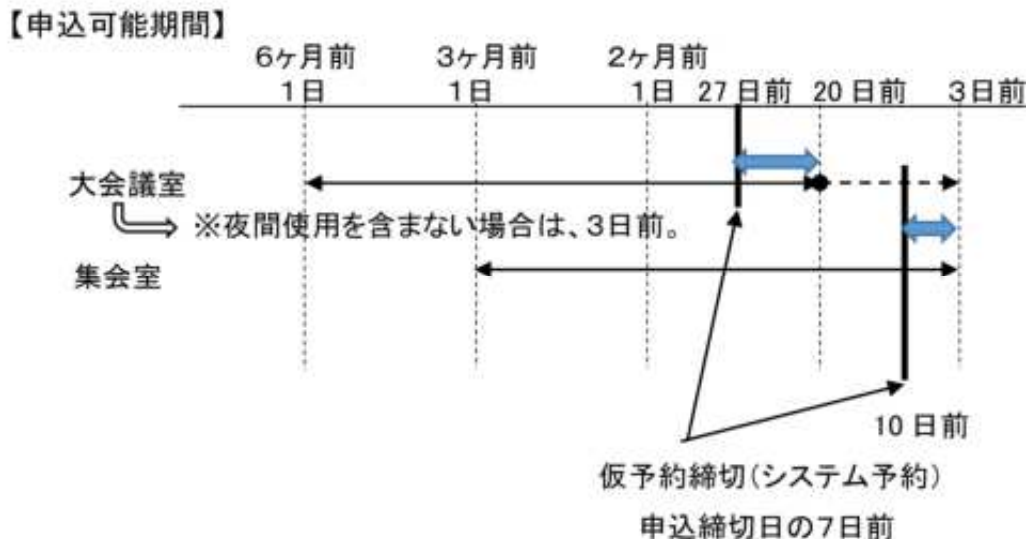 【申込可能期間】
6ヶ月前 3ヶ月前 2ヶ月前
1日 1日 1日 27日前 20日前 3日前
大会議室
※夜間使用を含まない場合は、3日前。
集会室
10日前
仮予約締切(システム予約)
申込締切日の7日前